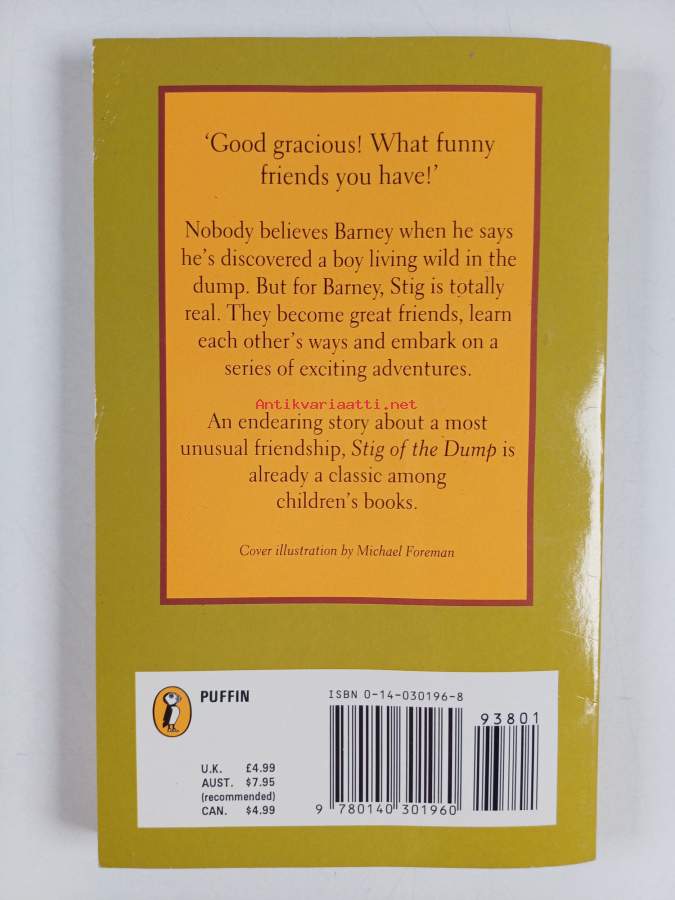 ‘Good gracious! What funny
friends you have!’
Nobody believes Barney when he says
he’s discovered a boy living wild in the
dump. But for Barney, Stig is totally
real. They become great friends, learn
each other’s ways and embark on a
series of exciting adventures.
Antikvariaatti.net
An endearing story about a most
unusual friendship, Stig of the Dump is
already a classic among
children’s books.
Cover illustration by Michael Foreman
PUFFIN
U.K. £4.99
AUST. $7.95
(recommended)
CAN. $4.99
ISBN 0-14-030196-8
93801
9 780140 301960